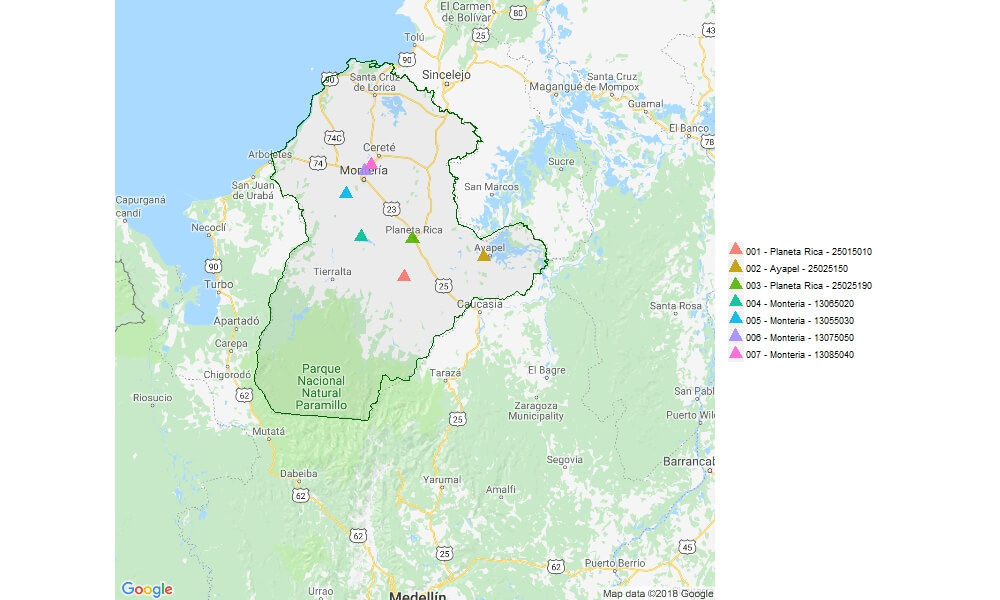 El Carmen
de Bolívar
80
25
43
Tolú
90
Sincelejo
90
Santa Cruz
de Lorica
Santa Cruz
de Mompox
Magangué
Guamal
El Banco
74C
78
Cereté
Arboletes
74
Montería
Sucre
San Juan
de Urabá
San Marcos
Capurganá
candí
23
Necoclí
Planeta Rica
Ayapel
90
Tierralta
Turbo
25
Caucasia
Santa Rosa
Apartadó
Carepa
Chigorodó
Parque
Nacional
Natural
Paramillo
Taraza
El Bagre
62
Riosucio
San Pabl
Zaragoza
Municipality
Puerto Wil
25
Mutatá
Segovia
Barrancab
Dabeiba
Yarumal
62
Amalfi
62
45
25
62
Puerto Berrio
Urrao
Medellín
Google
Map data ©2018 Google
001 - Planeta Rica - 25015010
002 - Ayapel - 25025150
003 - Planeta Rica - 25025190
004 - Monteria - 13065020
005 - Monteria - 13055030
006 - Monteria - 13075050
007 - Monteria - 13085040